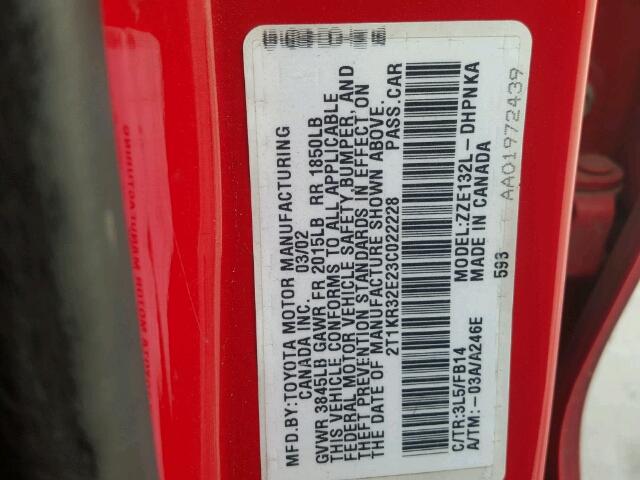 MFD.BY:TOYOTA MOTOR MANUFACTURING
CANADA INC. 03/02
GVWR 3845LB GAWR FR 2015LB RR 1850LB
THIS VEHICLE CONFORMS TO ALL APPLICABLE
FEDERAL MOTOR VEHICLE SAFETY,BUMPER, AND
THEFT PREVENTION STANDARDS IN EFFECT ON
THE DATE OF MANUFACTURE SHOWN ABOVE.
2T1KR32E23C022228 PASS.CAR
C/TR:3L5/FB14 MODEL:ZZE132L-DHPNKA
A/TM:-03A/A246E MADE IN CANADA
593
AA01972439